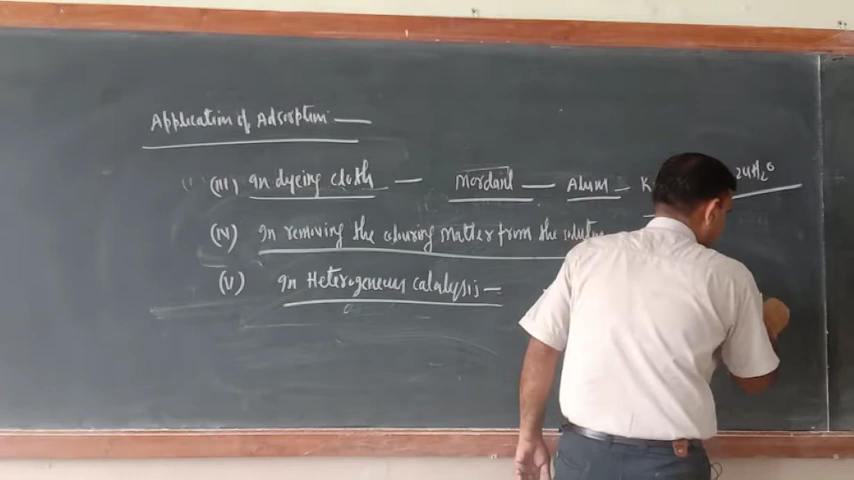 Application of Adsorption —
(III) In dyeing cloth — Mordant — Alum — K 24H2O
(IV) In removing the colouring matter from the solution
(V) In Heterogeneous catalysis —